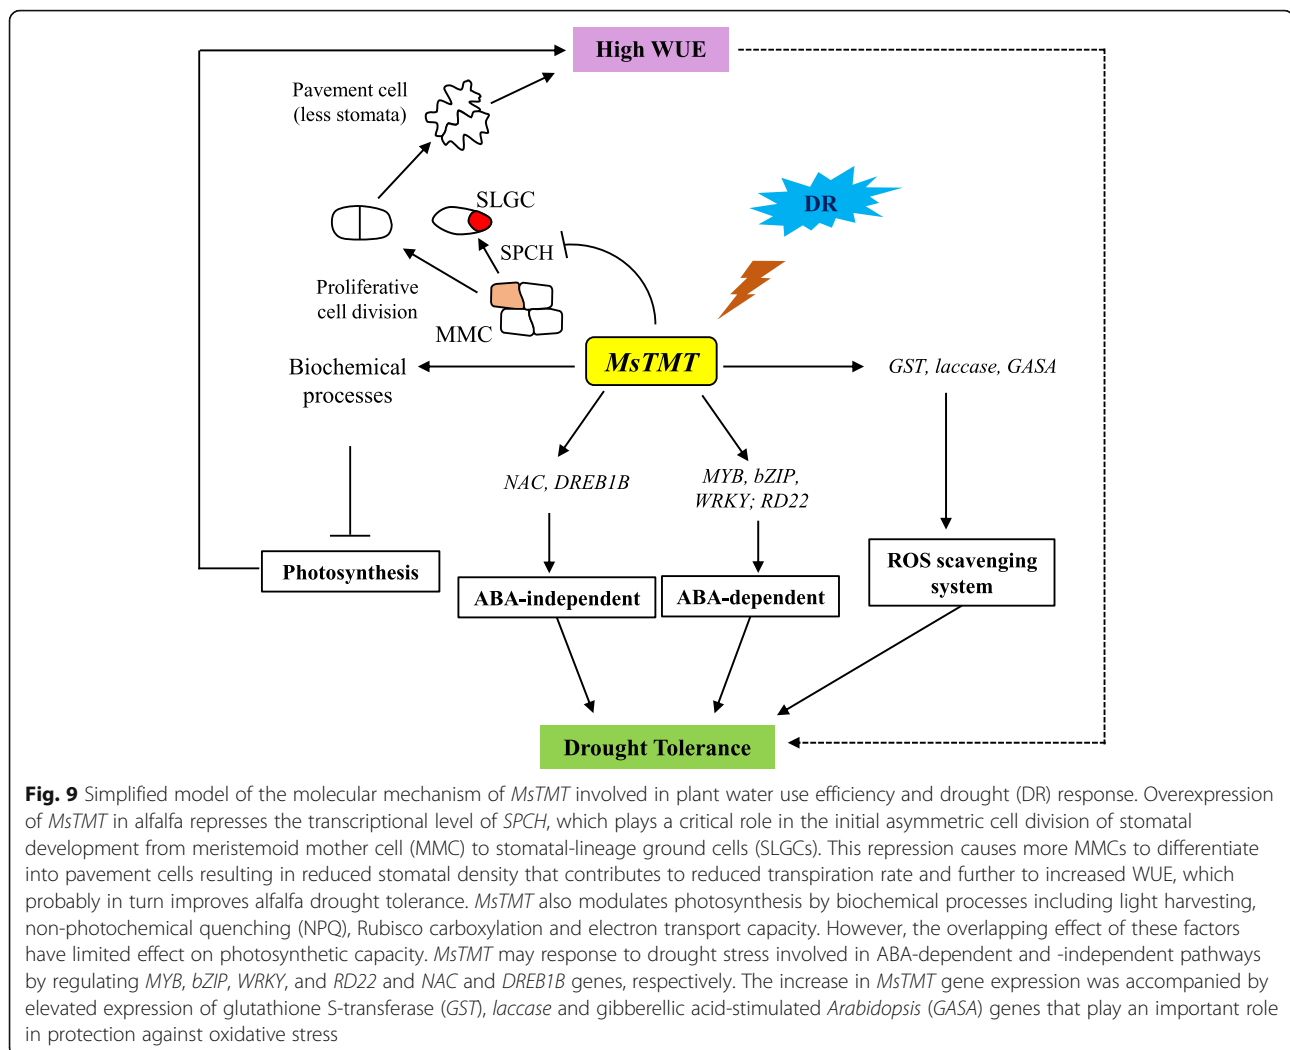 High WUE
Pavement cell
(less stomata)
DR
SLGC
SPCH
Proliferative
cell division
MMC
MsTMT
Biochemical
processes
GST, laccase, GASA
NAC, DREB1B
MYB, bZIP,
WRKY; RD22
Photosynthesis
ABA-independent
ABA-dependent
ROS scavenging
system
Drought Tolerance
Fig. 9 Simplified model of the molecular mechanism of MsTMT involved in plant water use efficiency and drought (DR) response. Overexpression
of MsTMT in alfalfa represses the transcriptional level of SPCH, which plays a critical role in the initial asymmetric cell division of stomatal
development from meristemoid mother cell (MMC) to stomatal-lineage ground cells (SLGCs). This repression causes more MMCs to differentiate
into pavement cells resulting in reduced stomatal density that contributes to reduced transpiration rate and further to increased WUE, which
probably in turn improves alfalfa drought tolerance. MsTMT also modulates photosynthesis by biochemical processes including light harvesting,
non-photochemical quenching (NPQ), Rubisco carboxylation and electron transport capacity. However, the overlapping effect of these factors
have limited effect on photosynthetic capacity. MsTMT may response to drought stress involved in ABA-dependent and -independent pathways
by regulating MYB, bZIP, WRKY, and RD22 and NAC and DREB1B genes, respectively. The increase in MsTMT gene expression was accompanied by
elevated expression of glutathione S-transferase (GST), laccase and gibberellic acid-stimulated Arabidopsis (GASA) genes that play an important role
in protection against oxidative stress